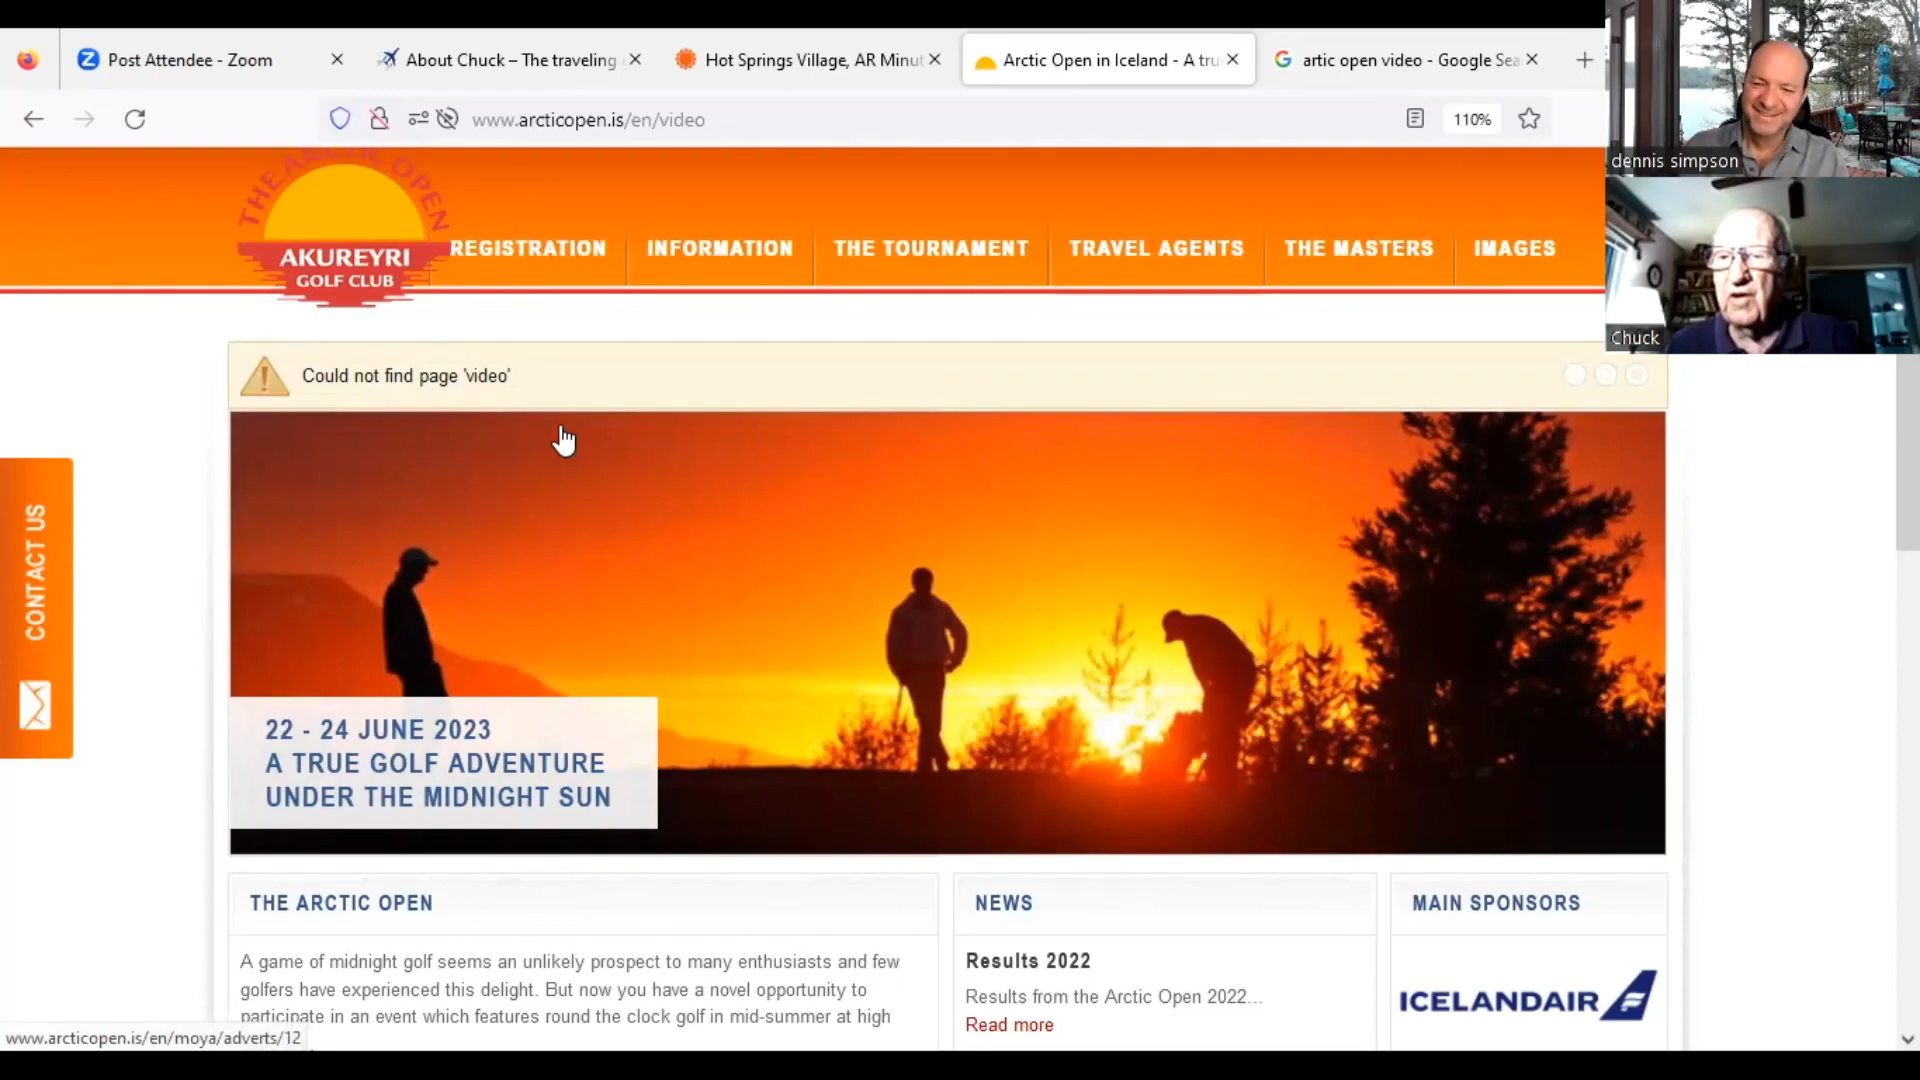 Post Attendee - Zoom
About Chuck – The traveling
Hot Springs Village, AR Minut
Arctic Open in Iceland - A tru
artic open video - Google Sea
www.arcticopen.is/en/video
110%
dennis simpson
Chuck
THE ARCTIC OPEN
AKUREYRI
GOLF CLUB
REGISTRATION
INFORMATION
THE TOURNAMENT
TRAVEL AGENTS
THE MASTERS
IMAGES
Could not find page 'video'
CONTACT US
22 - 24 JUNE 2023
A TRUE GOLF ADVENTURE
UNDER THE MIDNIGHT SUN
THE ARCTIC OPEN
A game of midnight golf seems an unlikely prospect to many enthusiasts and few
golfers have experienced this delight. But now you have a novel opportunity to
participate in an event which features round the clock golf in mid-summer at high
NEWS
Results 2022
Results from the Arctic Open 2022...
Read more
MAIN SPONSORS
ICELANDAIR
www.arcticopen.is/en/moya/adverts/12